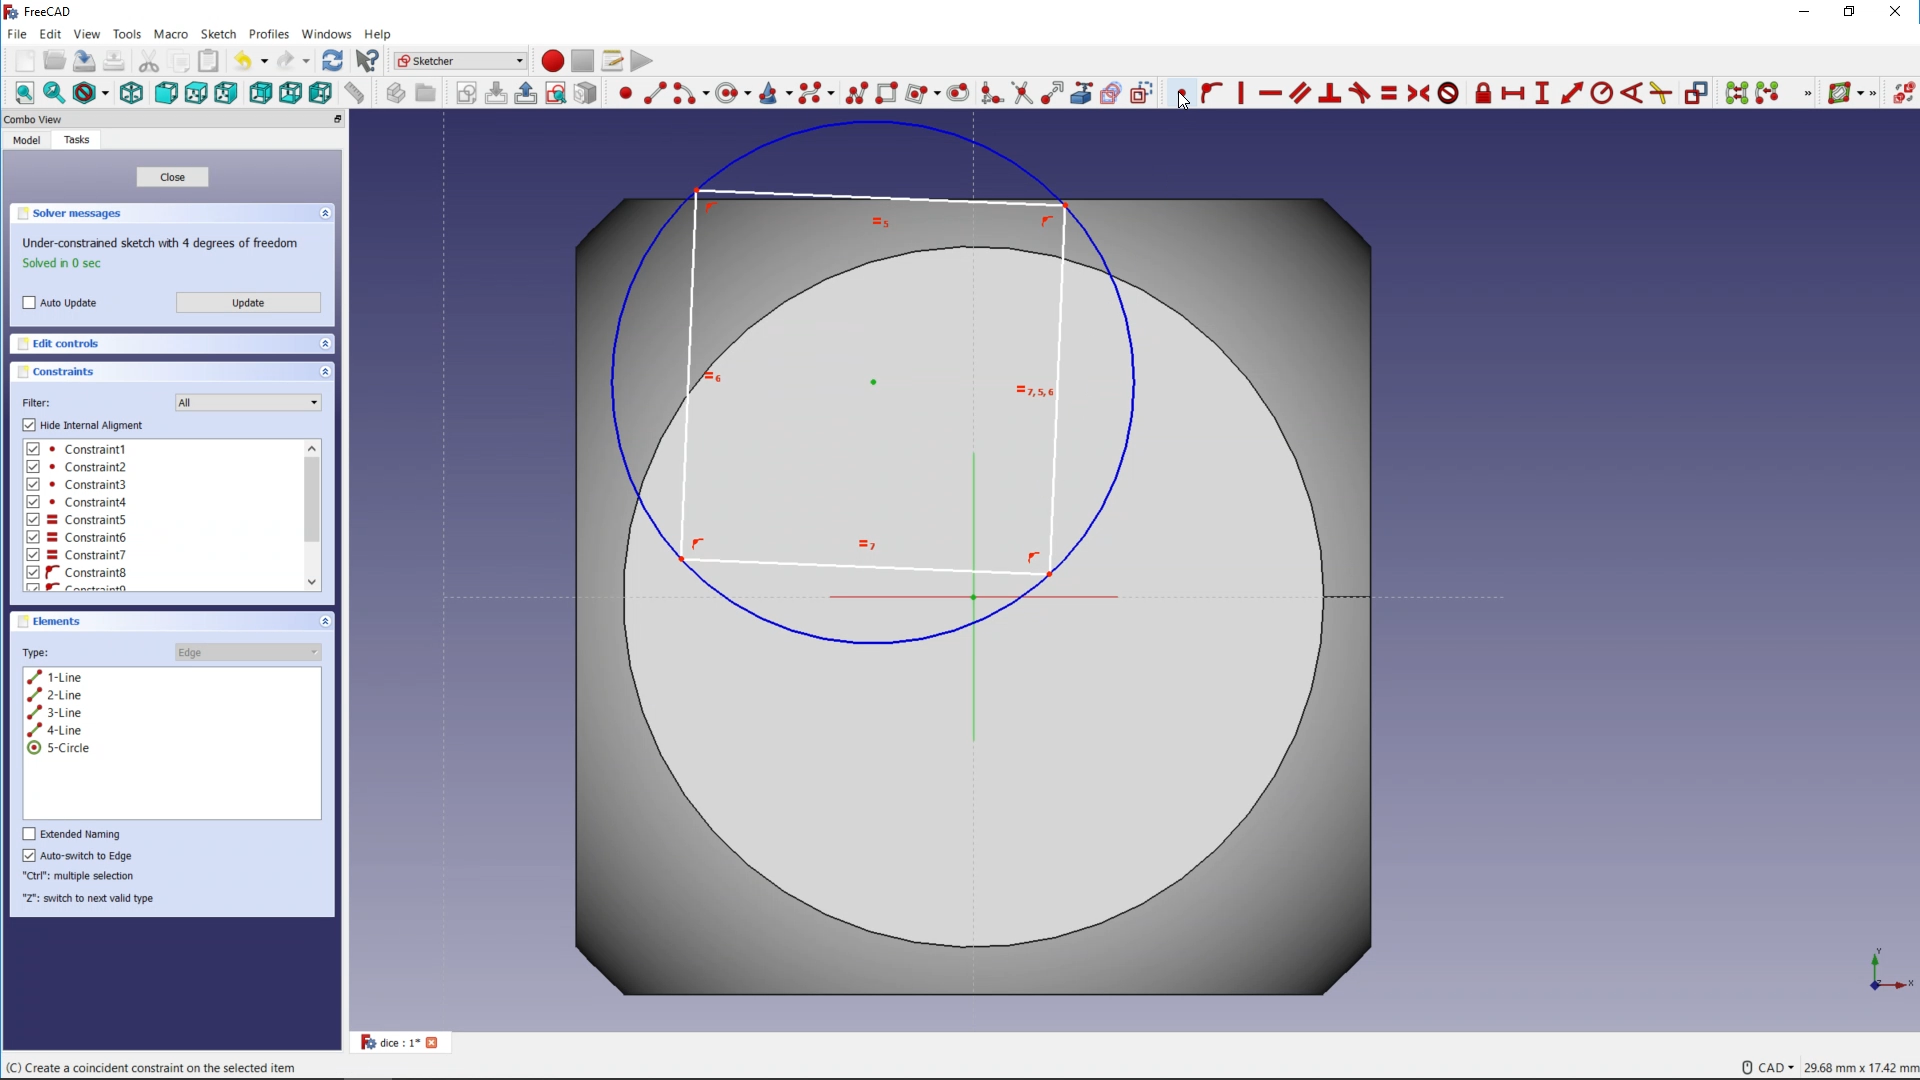 FreeCAD
File Edit View Tools Macro Sketch Profiles Windows Help
Sketcher
Combo View
Model Tasks
Close
Solver messages
Under-constrained sketch with 4 degrees of freedom
Solved in 0 sec
Auto Update Update
Edit controls
Constraints
Filter: All
Hide Internal Aligment
Constraint1
Constraint2
Constraint3
Constraint4
Constraint5
Constraint6
Constraint7
Constraint8
Constraint9
Elements
Type: Edge
1-Line
2-Line
3-Line
4-Line
5-Circle
Extended Naming
Auto-switch to Edge
"Ctrl": multiple selection
"Z": switch to next valid type
5
6
7, 5, 6
7
Y
X
dice : 1*
(C) Create a coincident constraint on the selected item
CAD 29.68 mm x 17.42 mm